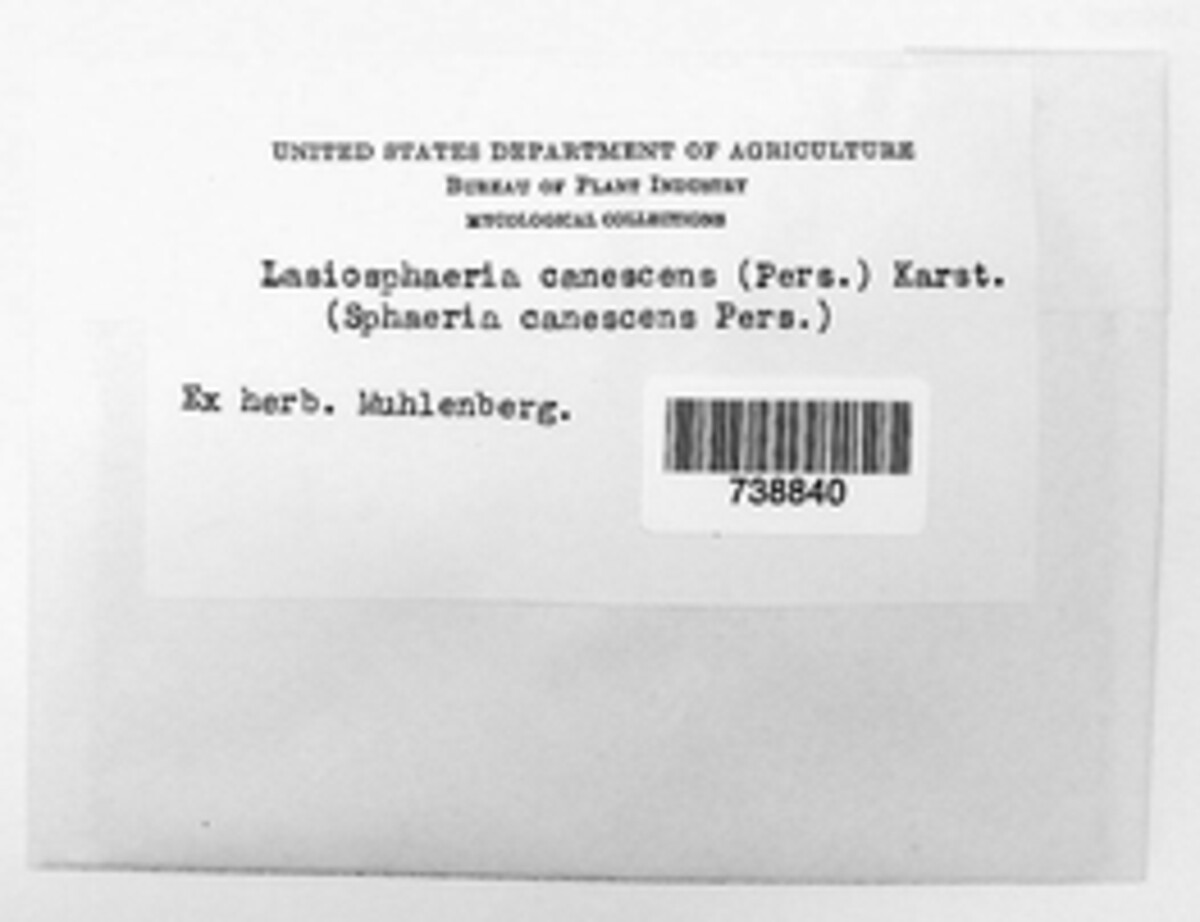 UNITED STATES DEPARTMENT OF AGRICULTURE
BUREAU OF PLANT INDUSTRY
MYCOLOGICAL COLLECTIONS
Lasiosphaeria canescens (Pers.) Karst.
(Sphaeria canescens Pers.)
Ex herb. Muhlenberg.
738840